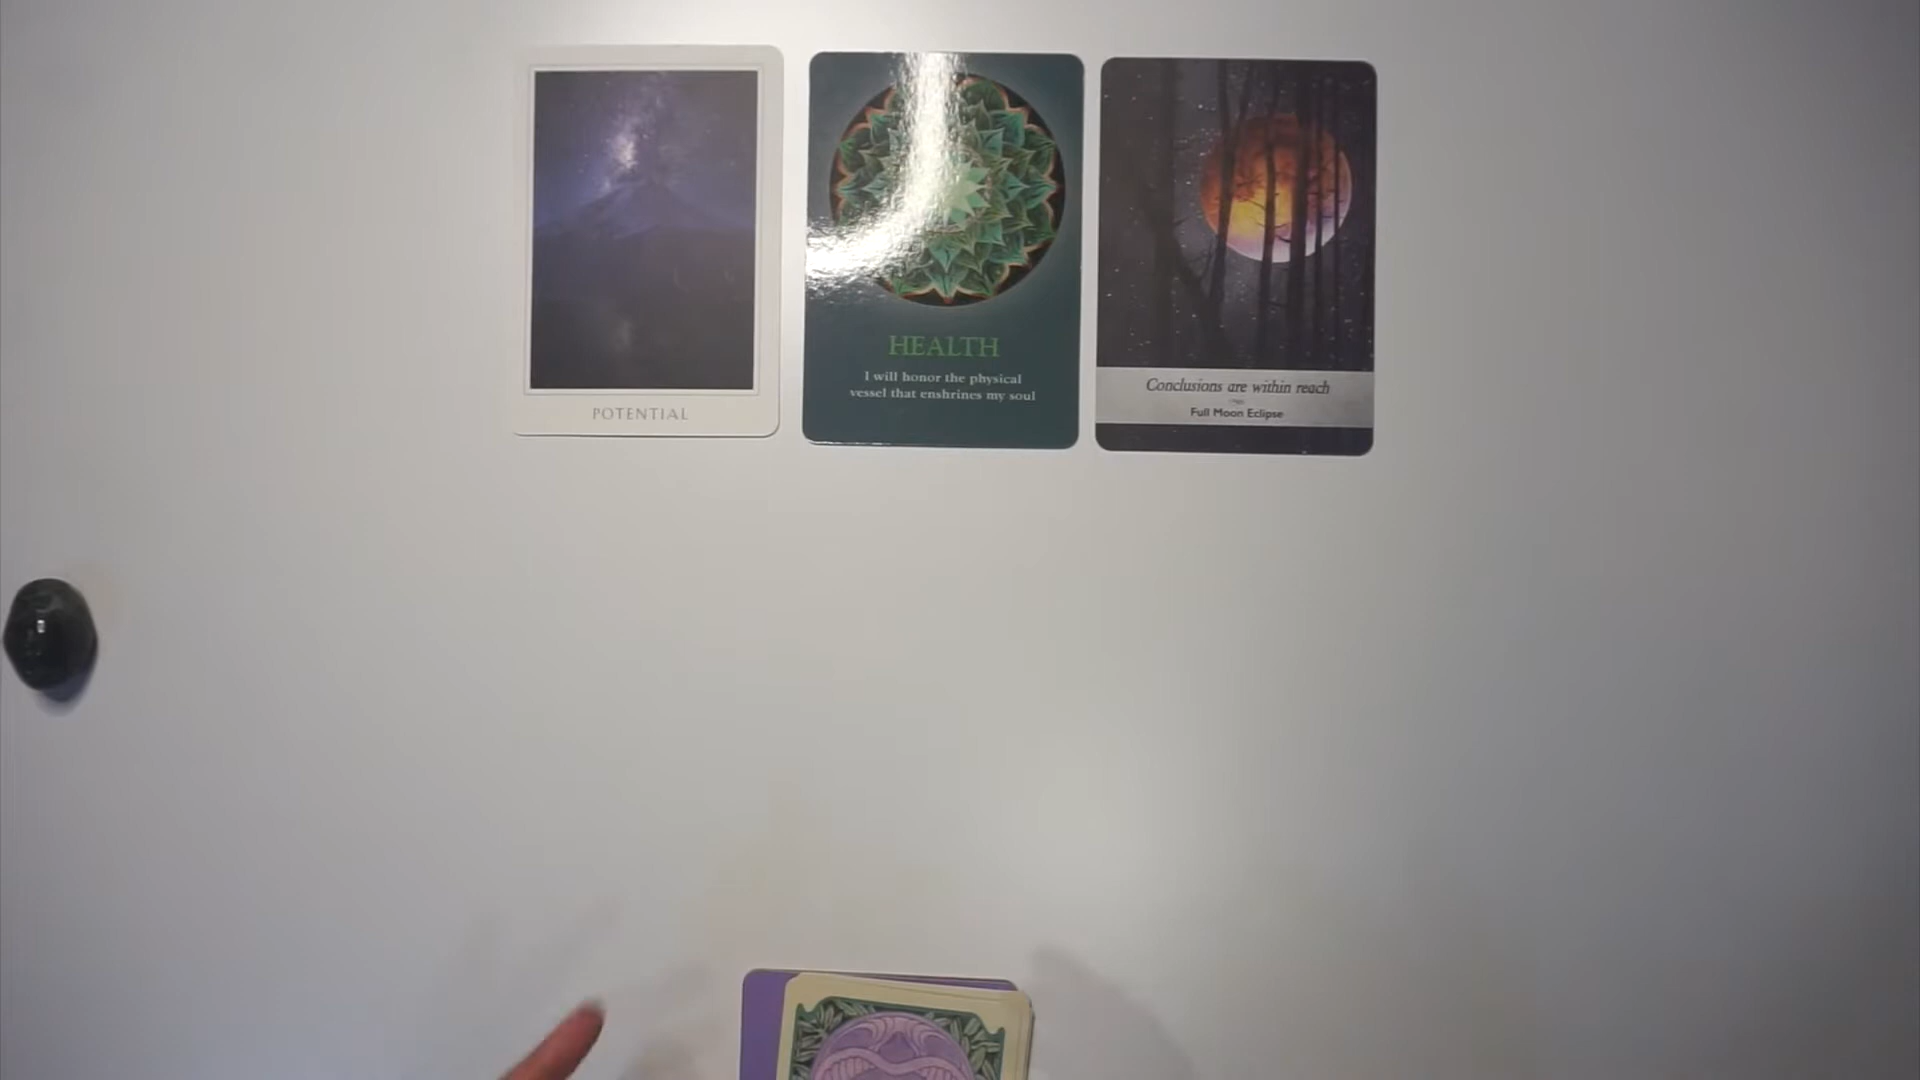 POTENTIAL
HEALTH
I will honor the physical
vessel that enshrines my soul
Conclusions are within reach
Full Moon Eclipse